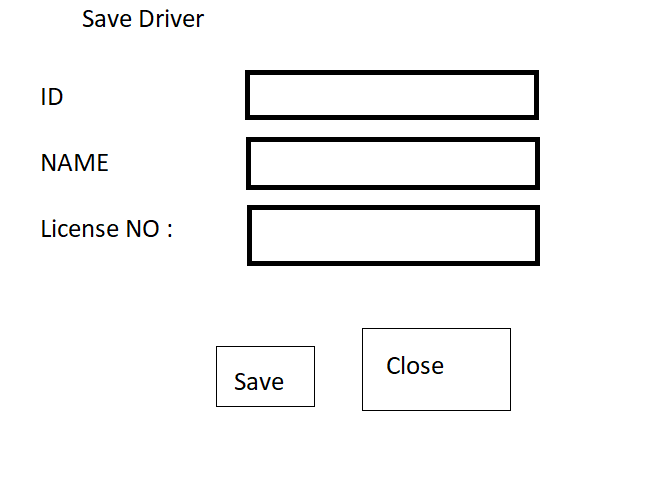 Save Driver
ID
NAME
License NO :
Save
Close